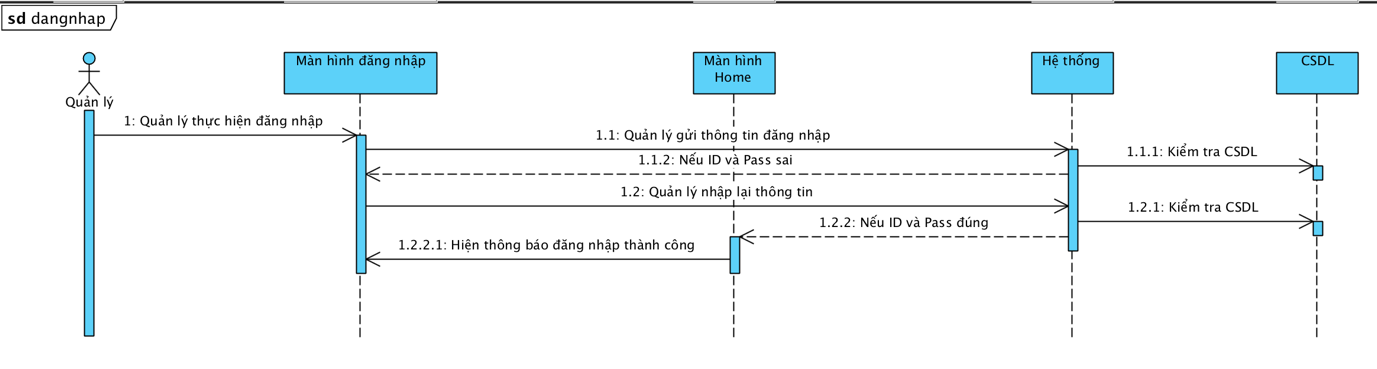 sd dangnhap
Quản lý
Màn hình đăng nhập
Màn hình
Home
Hệ thống
CSDL
1: Quản lý thực hiện đăng nhập
1.1: Quản lý gửi thông tin đăng nhập
1.1.1: Kiểm tra CSDL
1.1.2: Nếu ID và Pass sai
1.2: Quản lý nhập lại thông tin
1.2.1: Kiểm tra CSDL
1.2.2: Nếu ID và Pass đúng
1.2.2.1: Hiện thông báo đăng nhập thành công